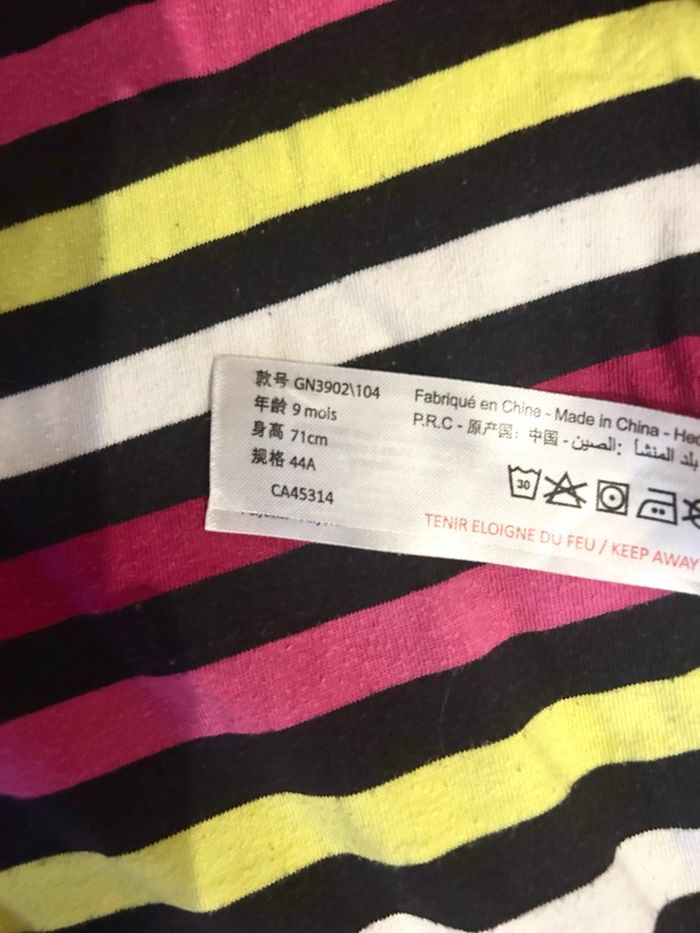 款号 GN3902\104
年龄 9 mois
身高 71cm
规格 44A
CA45314
Fabriqué en Chine - Made in China -
P.R.C - 原产国: 中国 - بلد المنشأ: الصين
30
TENIR ELOIGNE DU FEU / KEEP AWAY